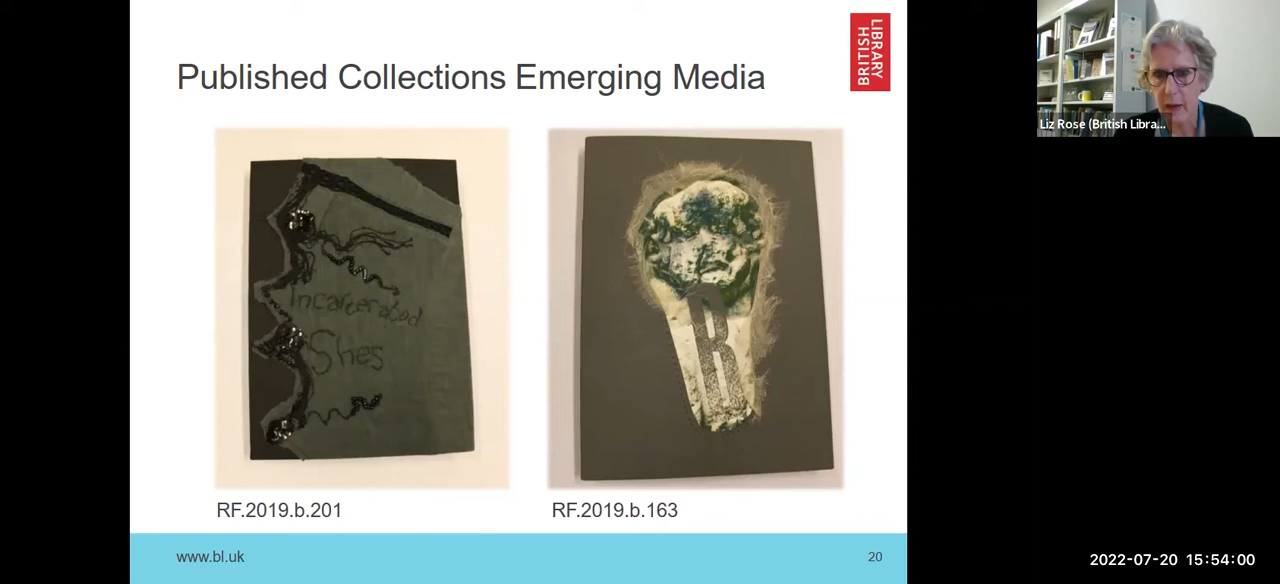 Published Collections Emerging Media
BRITISH
LIBRARY
Liz Rose (British Libra...
Incarcerated
Shes
R
RF.2019.b.201
RF.2019.b.163
www.bl.uk
20
2022-07-20 15:54:00